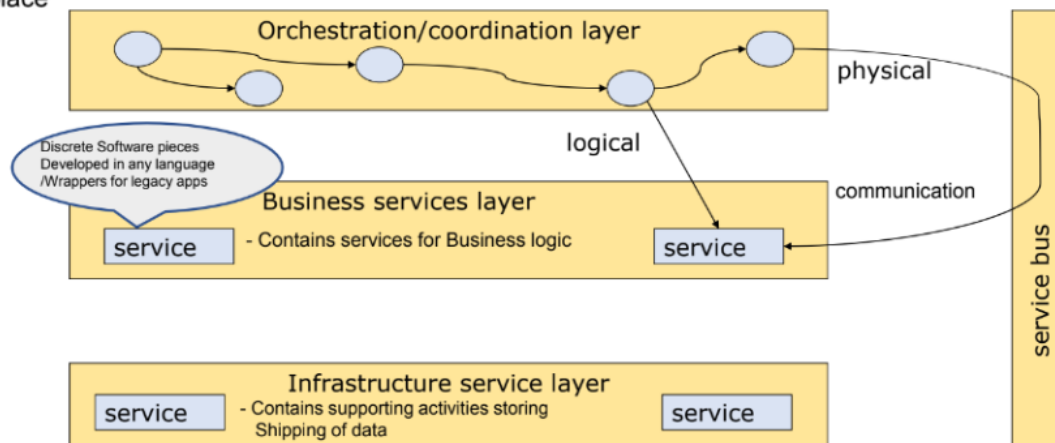 Orchestration/coordination layer
physical
logical
Discrete Software pieces
Developed in any language
/Wrappers for legacy apps
communication
Business services layer
service
- Contains services for Business logic
service
service bus
Infrastructure service layer
service
- Contains supporting activities storing
Shipping of data
service